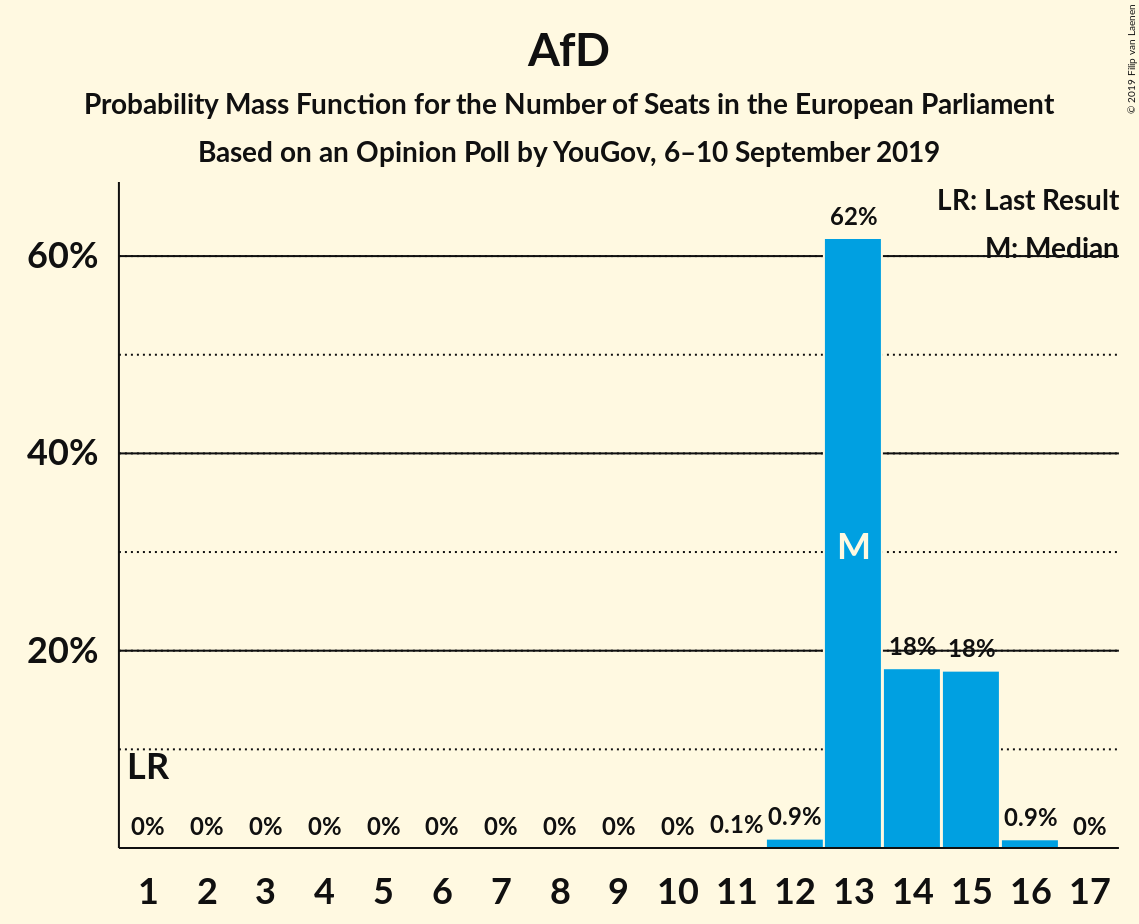 AfD
Probability Mass Function for the Number of Seats in the European Parliament
Based on an Opinion Poll by YouGov, 6–10 September 2019
© 2019 Filip van Laenen
LR: Last Result
M: Median
60%
40%
20%
62%
M
18% 18%
LR
0% 0% 0% 0% 0% 0% 0% 0% 0% 0% 0.1% 0.9% 0.9% 0%
1 2 3 4 5 6 7 8 9 10 11 12 13 14 15 16 17